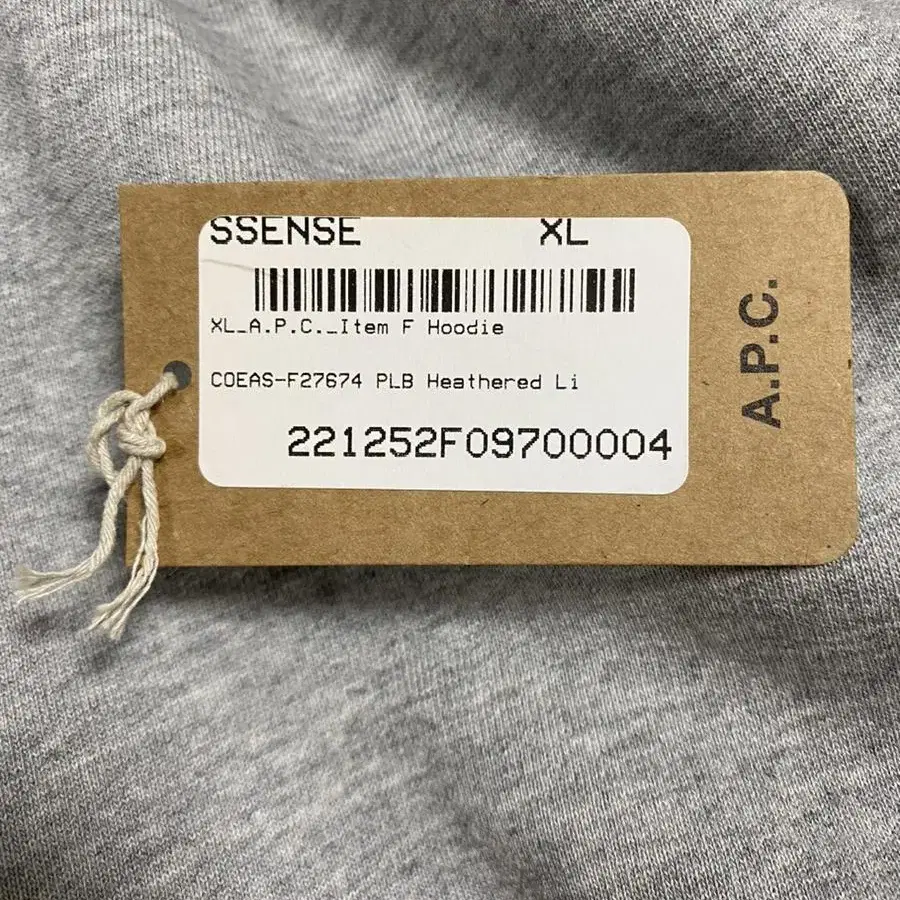 SSENSE XL
XL_A.P.C._Item F Hoodie
COEAS-F27674 PLB Heathered Li
221252F09700004
A.P.C.